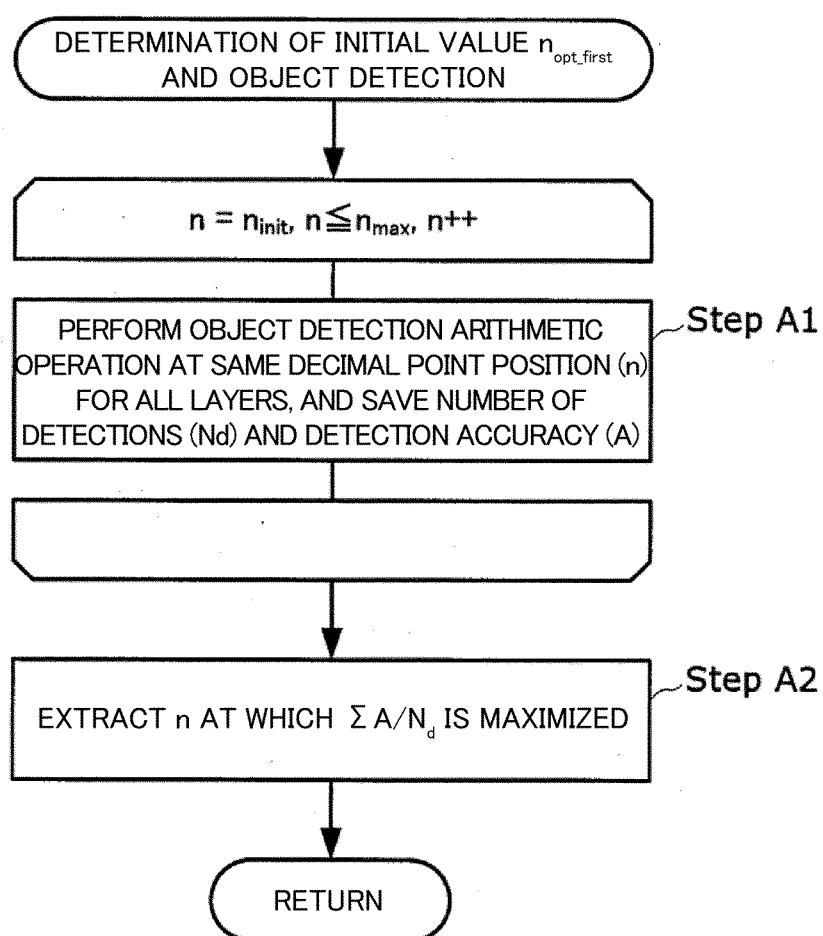 DETERMINATION OF INITIAL VALUE n_opt_first
AND OBJECT DETECTION
n = n_init, n≦n_max, n++
PERFORM OBJECT DETECTION ARITHMETIC
OPERATION AT SAME DECIMAL POINT POSITION (n)
FOR ALL LAYERS, AND SAVE NUMBER OF
DETECTIONS (Nd) AND DETECTION ACCURACY (A)
Step A1
EXTRACT n AT WHICH Σ A/N_d IS MAXIMIZED
Step A2
RETURN